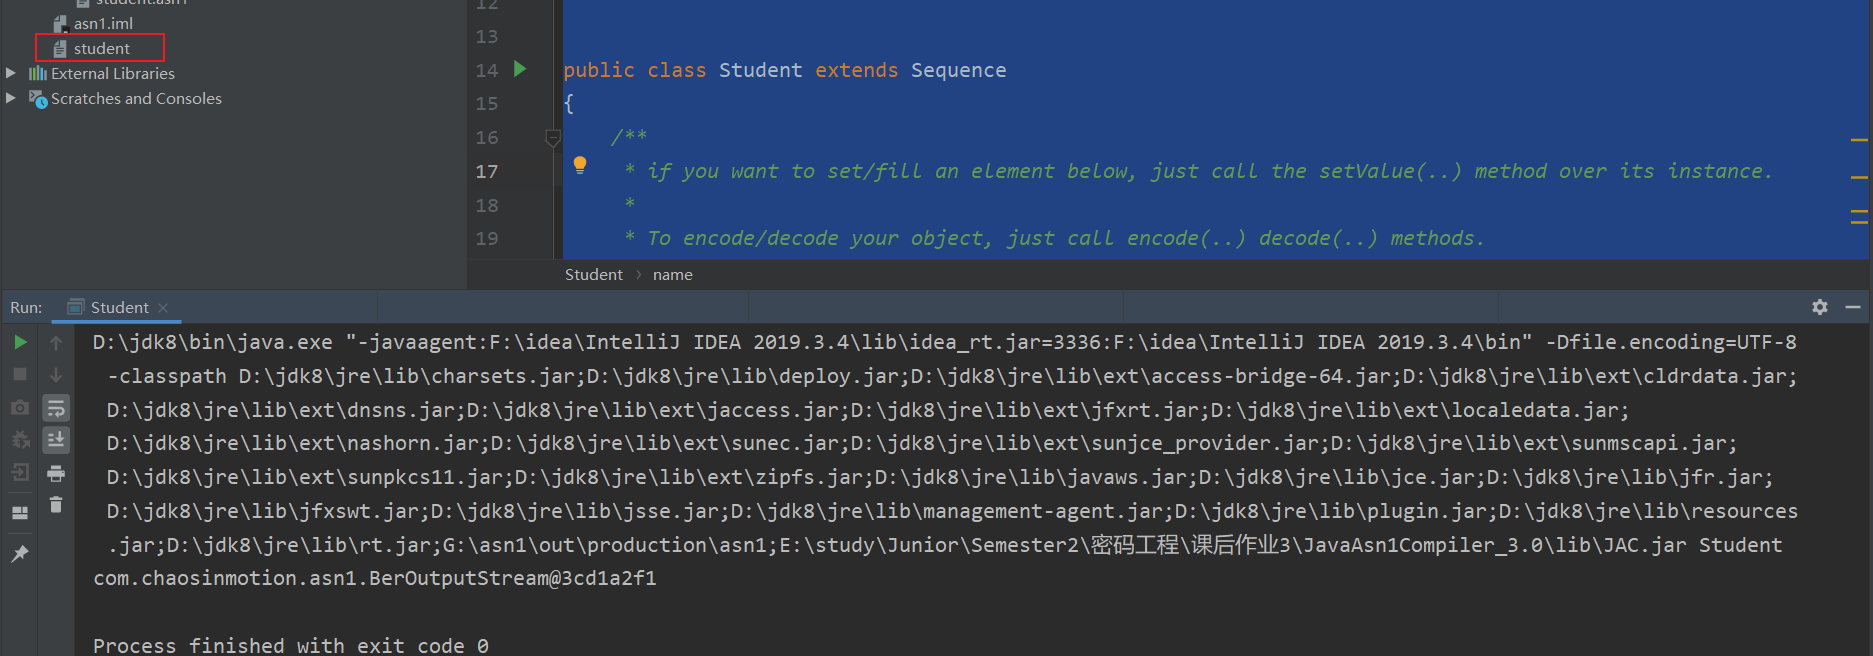 student.asn1
asn1.iml
student
External Libraries
Scratches and Consoles
12
13
14 public class Student extends Sequence
15 {
16 /**
17 * if you want to set/fill an element below, just call the setValue(..) method over its instance.
18 *
19 * To encode/decode your object, just call encode(..) decode(..) methods.
Student > name
Run: Student
D:\jdk8\bin\java.exe "-javaagent:F:\idea\IntelliJ IDEA 2019.3.4\lib\idea_rt.jar=3336:F:\idea\IntelliJ IDEA 2019.3.4\bin" -Dfile.encoding=UTF-8
-classpath D:\jdk8\jre\lib\charsets.jar;D:\jdk8\jre\lib\deploy.jar;D:\jdk8\jre\lib\ext\access-bridge-64.jar;D:\jdk8\jre\lib\ext\cldrdata.jar;
D:\jdk8\jre\lib\ext\dnsns.jar;D:\jdk8\jre\lib\ext\jaccess.jar;D:\jdk8\jre\lib\ext\jfxrt.jar;D:\jdk8\jre\lib\ext\localedata.jar;
D:\jdk8\jre\lib\ext\nashorn.jar;D:\jdk8\jre\lib\ext\sunec.jar;D:\jdk8\jre\lib\ext\sunjce_provider.jar;D:\jdk8\jre\lib\ext\sunmscapi.jar;
D:\jdk8\jre\lib\ext\sunpkcs11.jar;D:\jdk8\jre\lib\ext\zipfs.jar;D:\jdk8\jre\lib\javaws.jar;D:\jdk8\jre\lib\jce.jar;D:\jdk8\jre\lib\jfr.jar;
D:\jdk8\jre\lib\jfxswt.jar;D:\jdk8\jre\lib\jsse.jar;D:\jdk8\jre\lib\management-agent.jar;D:\jdk8\jre\lib\plugin.jar;D:\jdk8\jre\lib\resources
.jar;D:\jdk8\jre\lib\rt.jar;G:\asn1\out\production\asn1;E:\study\Junior\Semester2\密码工程\课后作业3\JavaAsn1Compiler_3.0\lib\JAC.jar Student
com.chaosinmotion.asn1.BerOutputStream@3cd1a2f1
Process finished with exit code 0